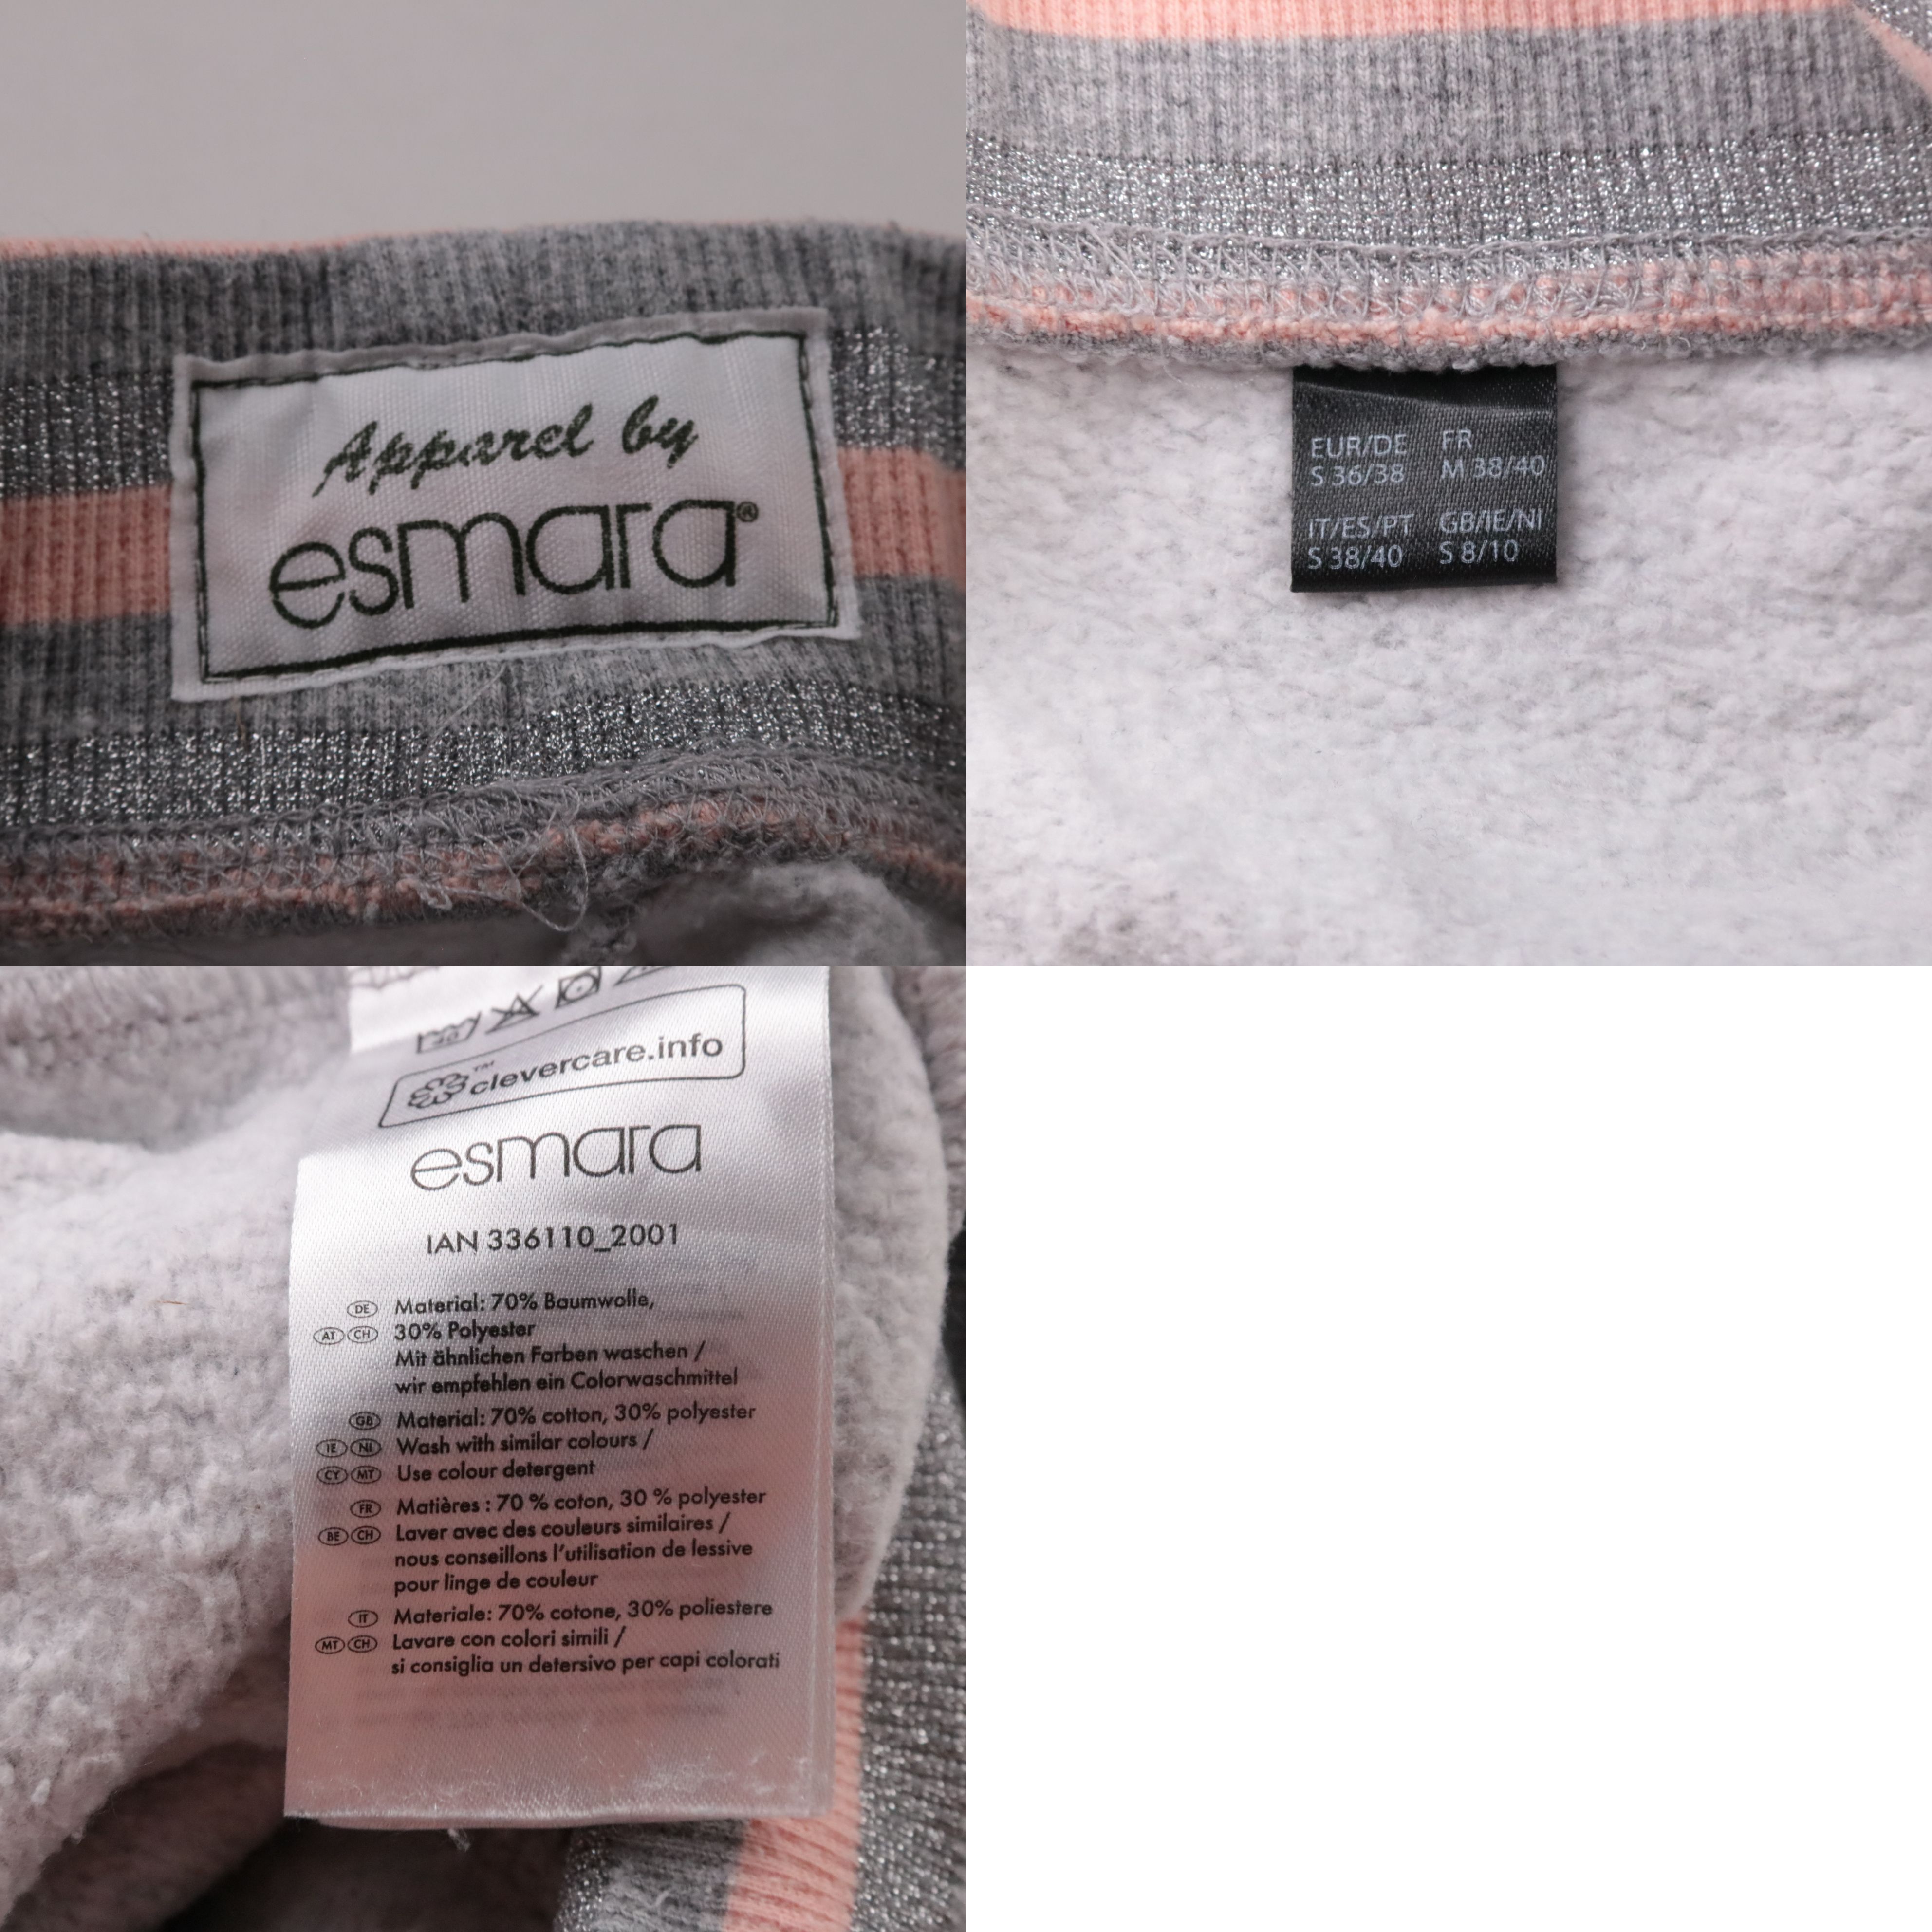 Apparel by
esmara®
EUR/DE FR
S 36/38 M 38/40
IT/ES/PT GB/IE/NI
S 38/40 S 8/10
™clevercare.info
esmara
IAN 336110_2001
DE Material: 70% Baumwolle,
AT CH 30% Polyester
Mit ähnlichen Farben waschen /
wir empfehlen ein Colorwaschmittel
GB Material: 70% cotton, 30% polyester
IE NI Wash with similar colours /
CY MT Use colour detergent
FR Matières : 70 % coton, 30 % polyester
BE CH Laver avec des couleurs similaires /
nous conseillons l'utilisation de lessive
pour linge de couleur
IT Materiale: 70% cotone, 30% poliestere
MT CH Lavare con colori simili /
si consiglia un detersivo per capi colorati